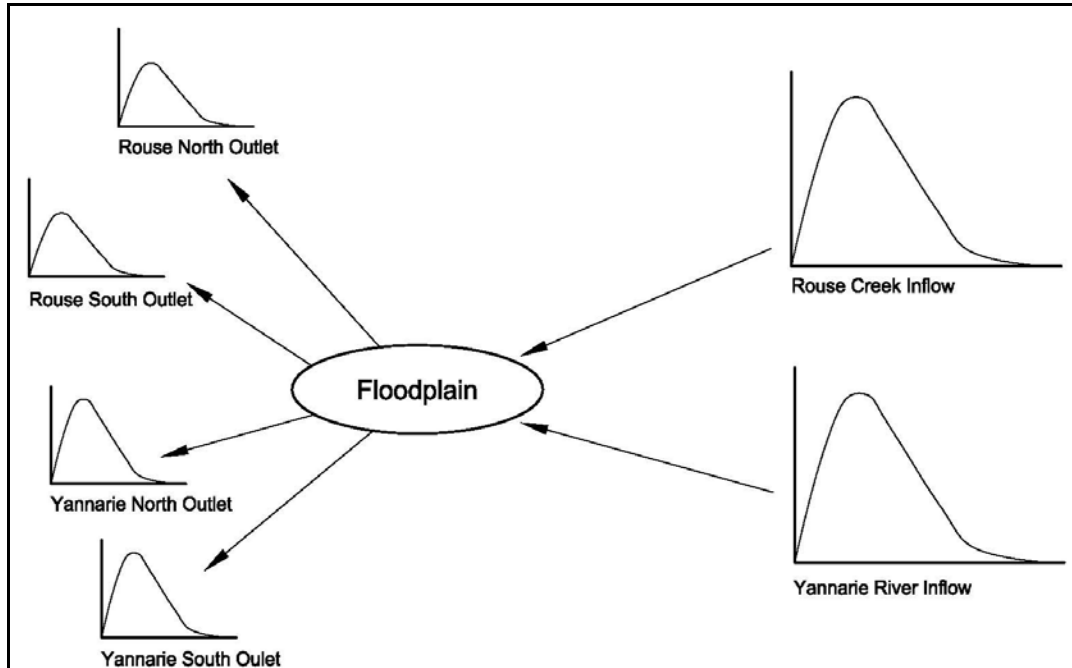 Rouse North Outlet
Rouse South Outlet
Rouse Creek Inflow
Floodplain
Yannarie North Outlet
Yannarie River Inflow
Yannarie South Oulet